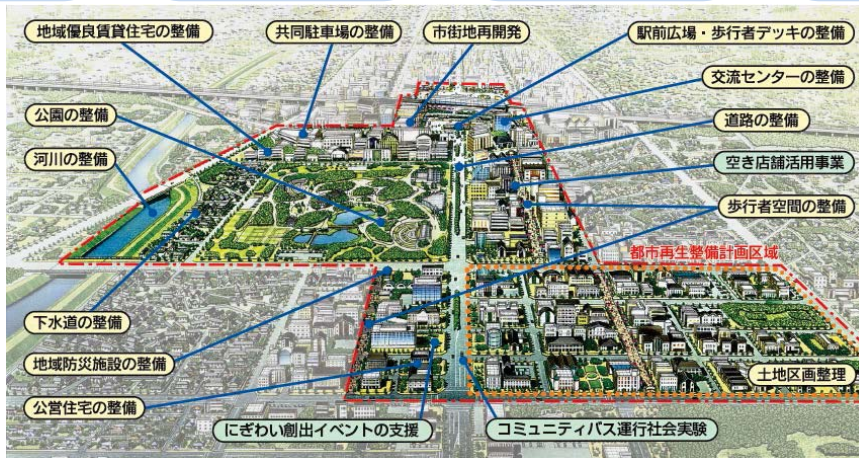 地域優良賃貸住宅の整備
共同駐車場の整備
市街地再開発
駅前広場・歩行者デッキの整備
交流センターの整備
公園の整備
道路の整備
河川の整備
空き店舗活用事業
歩行者空間の整備
都市再生整備計画区域
下水道の整備
地域防災施設の整備
土地区画整理
公営住宅の整備
にぎわい創出イベントの支援
コミュニティバス運行社会実験